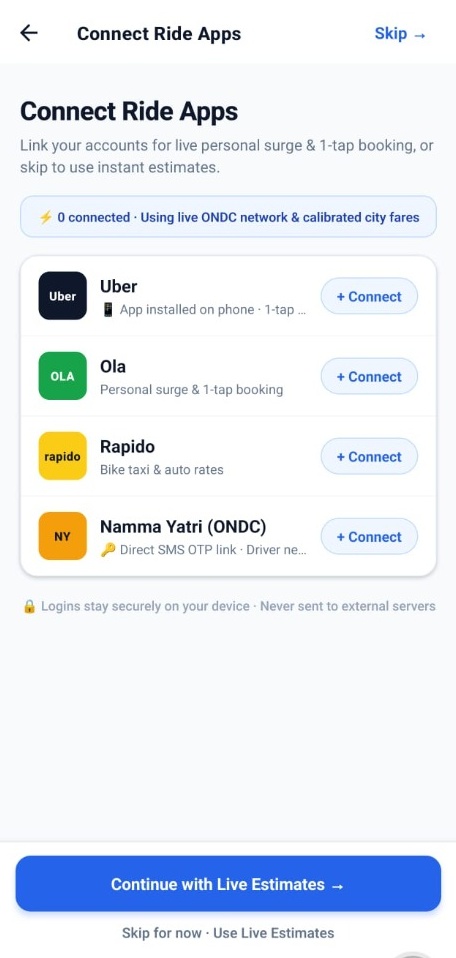 ← Connect Ride Apps Skip →
Connect Ride Apps
Link your accounts for live personal surge & 1-tap booking, or
skip to use instant estimates.
⚡ 0 connected · Using live ONDC network & calibrated city fares
Uber
Uber
📱 App installed on phone · 1-tap ...
+ Connect
OLA
Ola
Personal surge & 1-tap booking
+ Connect
rapido
Rapido
Bike taxi & auto rates
+ Connect
NY
Namma Yatri (ONDC)
🔑 Direct SMS OTP link · Driver ne...
+ Connect
🔒 Logins stay securely on your device · Never sent to external servers
Continue with Live Estimates →
Skip for now · Use Live Estimates